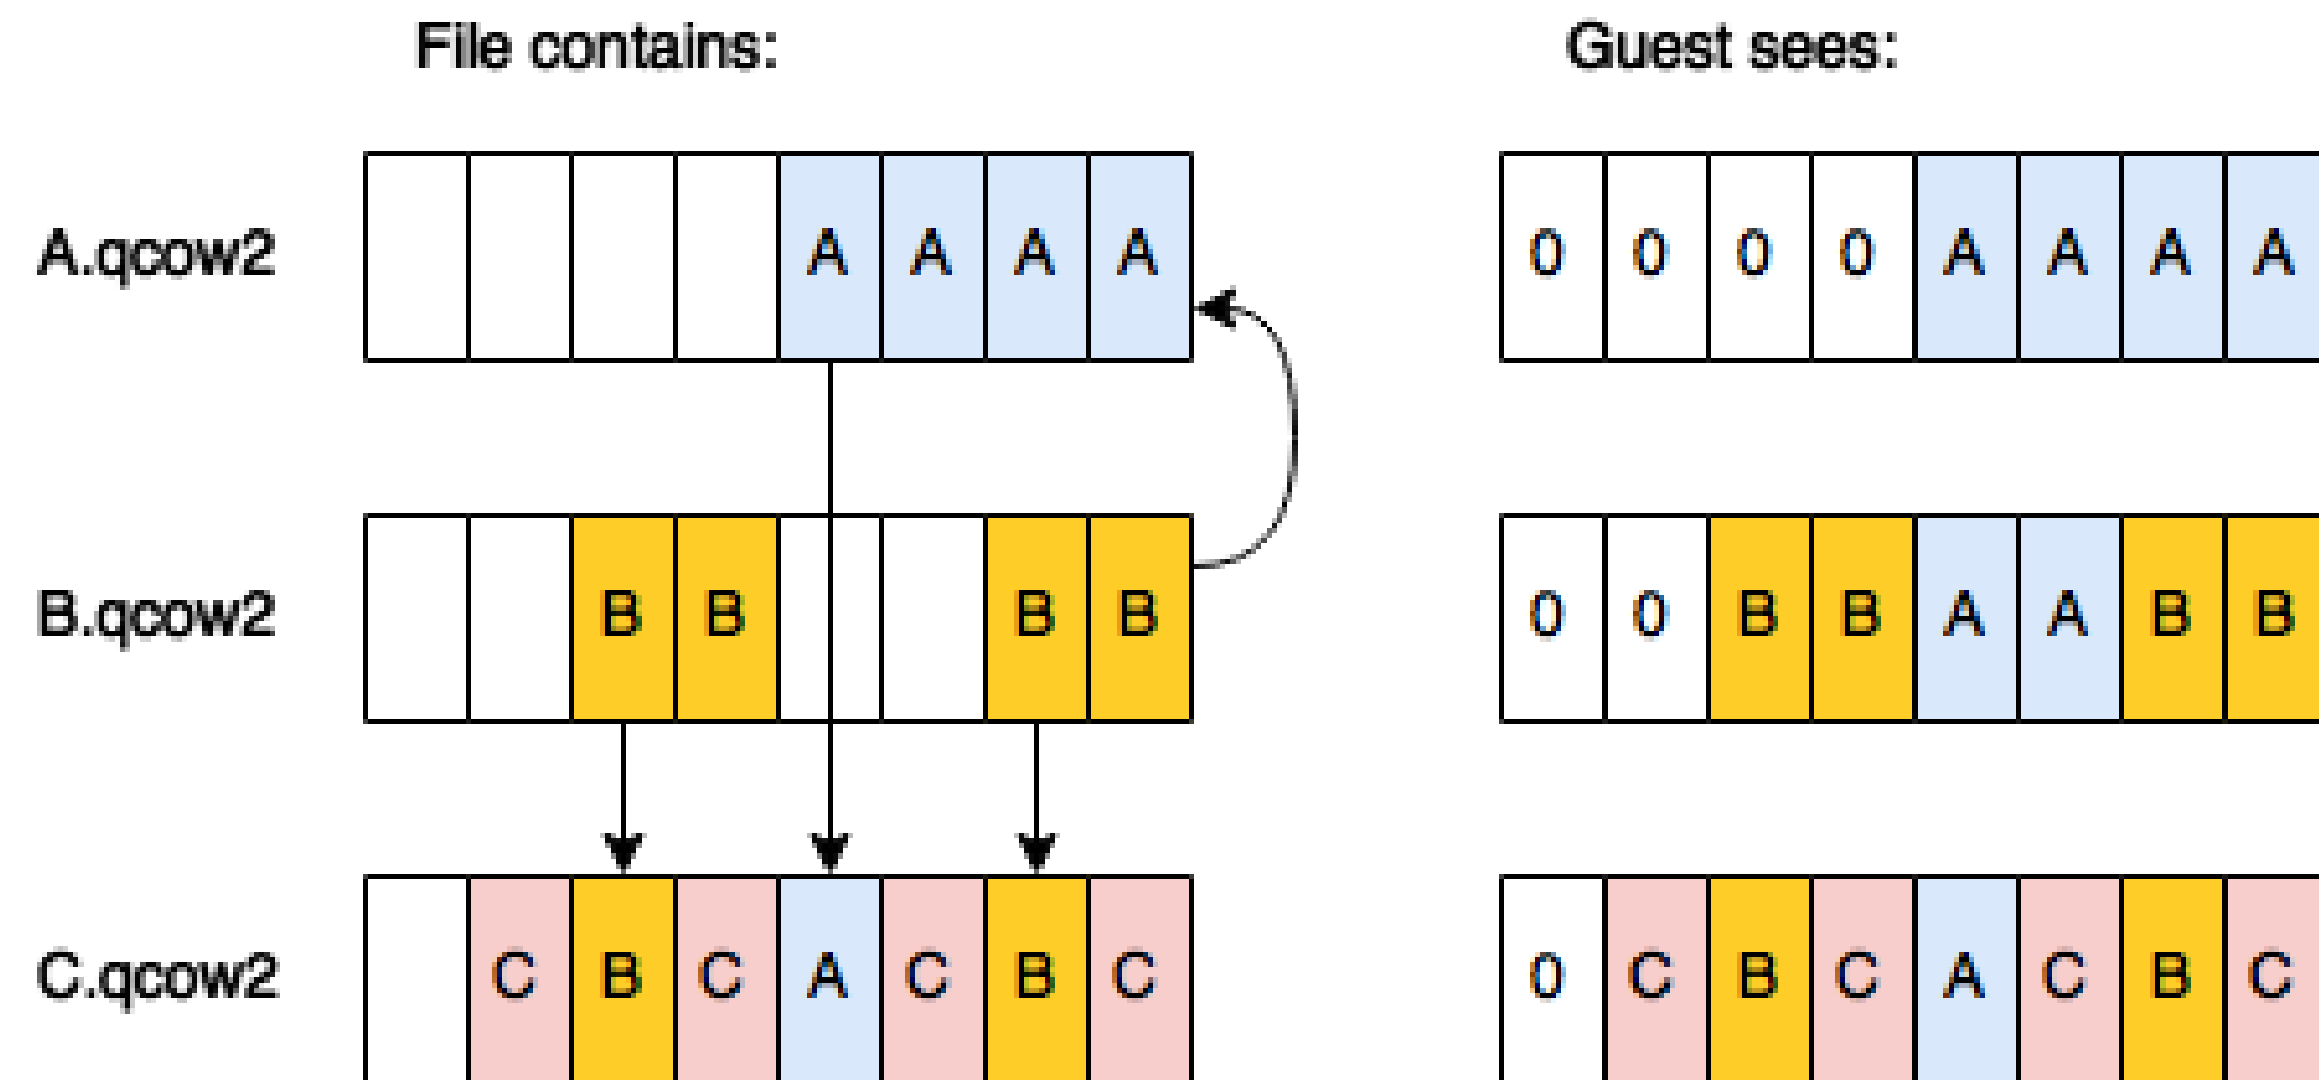 File contains: Guest sees:
A.qcow2 A A A A 0 0 0 0 A A A A
B.qcow2 B B B B 0 0 B B A A B B
C.qcow2 C B C A C B C 0 C B C A C B C